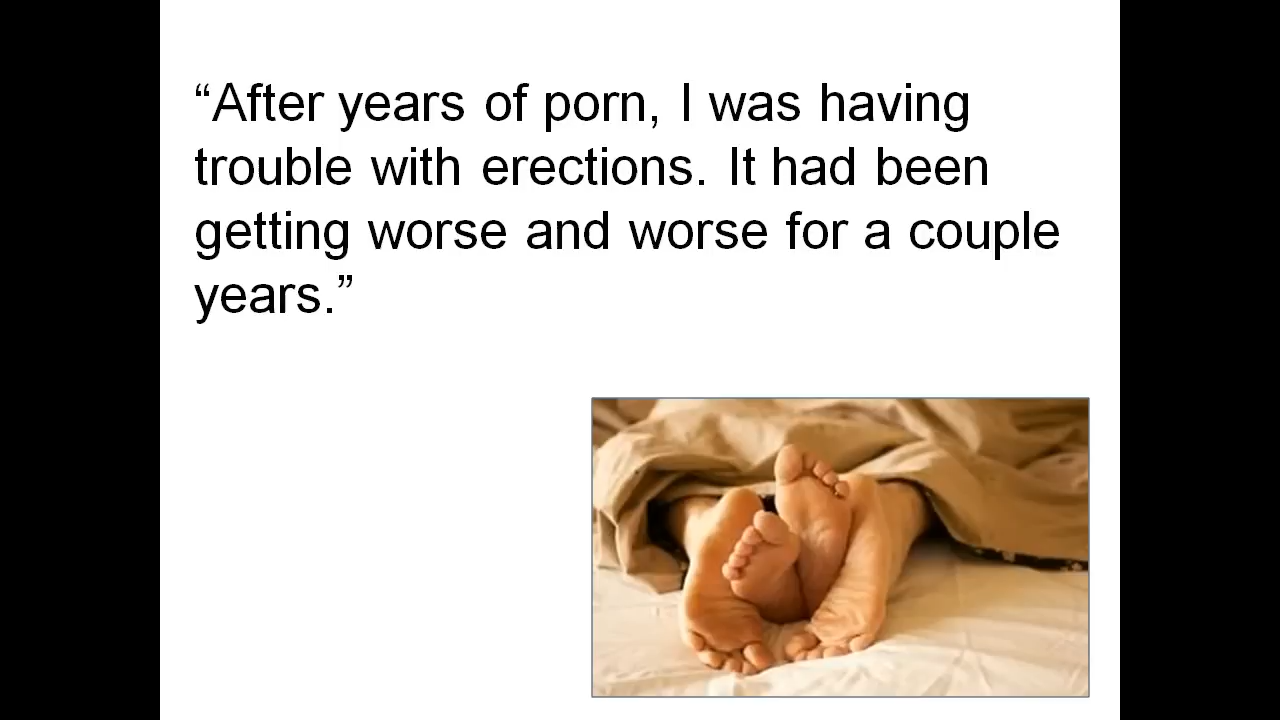 “After years of porn, I was having
trouble with erections. It had been
getting worse and worse for a couple
years.”